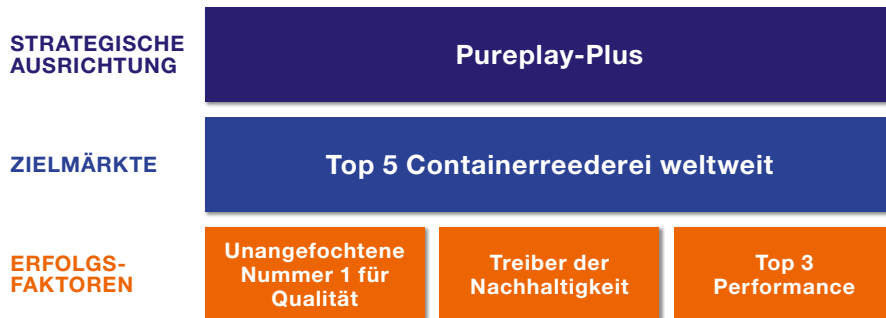 STRATEGISCHE
AUSRICHTUNG
Pureplay-Plus
ZIELMÄRKTE
Top 5 Containerreederei weltweit
ERFOLGS-
FAKTOREN
Unangefochtene
Nummer 1 für
Qualität
Treiber der
Nachhaltigkeit
Top 3
Performance